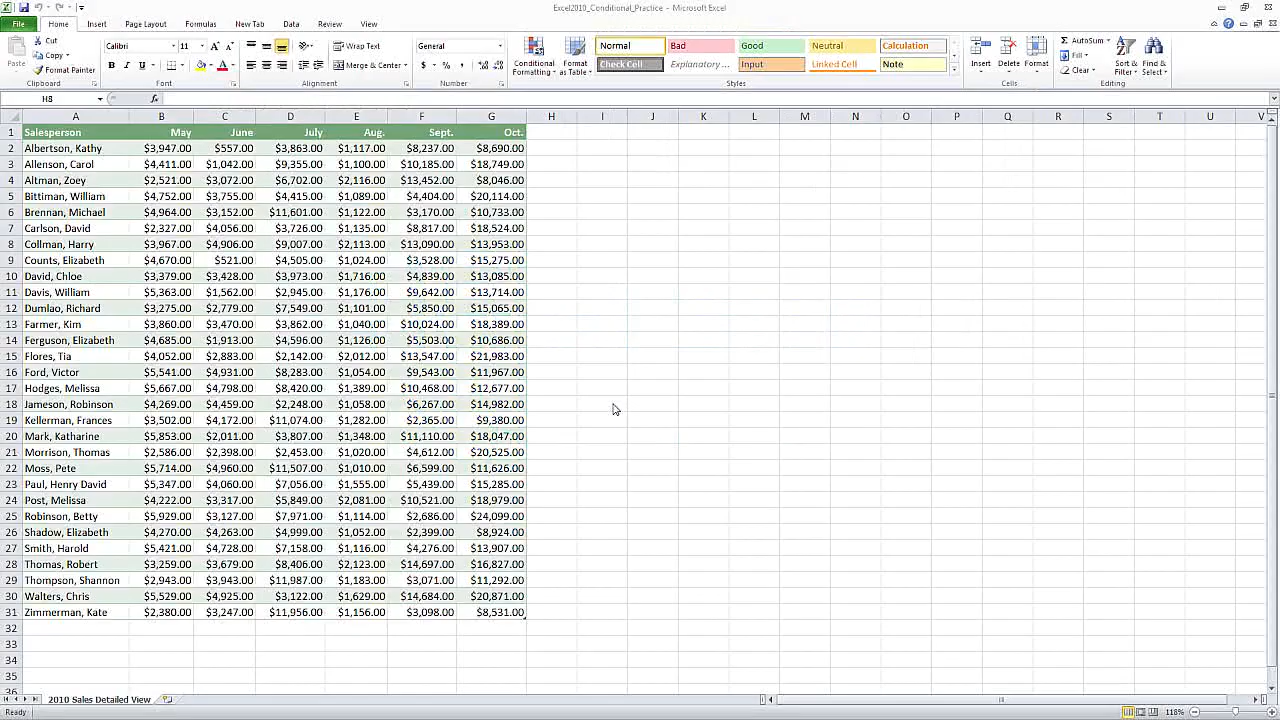 Excel2010_Conditional_Practice - Microsoft Excel
File Home Insert Page Layout Formulas New Tab Data Review View
Cut
Copy
Format Painter
Paste
Clipboard
Calibri 11
B I U
Font
Wrap Text
Merge & Center
Alignment
General
$ % ,
Number
Conditional Formatting
Format as Table
Normal Bad Good Neutral Calculation
Check Cell Explanatory ... Input Linked Cell Note
Styles
Insert Delete Format
Cells
AutoSum
Fill
Clear
Sort & Filter
Find & Select
Editing
H8 fx
A B C D E F G H I J K L M N O P Q R S T U V
1 Salesperson May June July Aug. Sept. Oct.
2 Albertson, Kathy $3,947.00 $557.00 $3,863.00 $1,117.00 $8,237.00 $8,690.00
3 Allenson, Carol $4,411.00 $1,042.00 $9,355.00 $1,100.00 $10,185.00 $18,749.00
4 Altman, Zoey $2,521.00 $3,072.00 $6,702.00 $2,116.00 $13,452.00 $8,046.00
5 Bittiman, William $4,752.00 $3,755.00 $4,415.00 $1,089.00 $4,404.00 $20,114.00
6 Brennan, Michael $4,964.00 $3,152.00 $11,601.00 $1,122.00 $3,170.00 $10,733.00
7 Carlson, David $2,327.00 $4,056.00 $3,726.00 $1,135.00 $8,817.00 $18,524.00
8 Collman, Harry $3,967.00 $4,906.00 $9,007.00 $2,113.00 $13,090.00 $13,953.00
9 Counts, Elizabeth $4,670.00 $521.00 $4,505.00 $1,024.00 $3,528.00 $15,275.00
10 David, Chloe $3,379.00 $3,428.00 $3,973.00 $1,716.00 $4,839.00 $13,085.00
11 Davis, William $5,363.00 $1,562.00 $2,945.00 $1,176.00 $9,642.00 $13,714.00
12 Dumlao, Richard $3,275.00 $2,779.00 $7,549.00 $1,101.00 $5,850.00 $15,065.00
13 Farmer, Kim $3,860.00 $3,470.00 $3,862.00 $1,040.00 $10,024.00 $18,389.00
14 Ferguson, Elizabeth $4,685.00 $1,913.00 $4,596.00 $1,126.00 $5,503.00 $10,686.00
15 Flores, Tia $4,052.00 $2,883.00 $2,142.00 $2,012.00 $13,547.00 $21,983.00
16 Ford, Victor $5,541.00 $4,931.00 $8,283.00 $1,054.00 $9,543.00 $11,967.00
17 Hodges, Melissa $5,667.00 $4,798.00 $8,420.00 $1,389.00 $10,468.00 $12,677.00
18 Jameson, Robinson $4,269.00 $4,459.00 $2,248.00 $1,058.00 $6,267.00 $14,982.00
19 Kellerman, Frances $3,502.00 $4,172.00 $11,074.00 $1,282.00 $2,365.00 $9,380.00
20 Mark, Katharine $5,853.00 $2,011.00 $3,807.00 $1,348.00 $11,110.00 $18,047.00
21 Morrison, Thomas $2,586.00 $2,398.00 $2,453.00 $1,020.00 $4,612.00 $20,525.00
22 Moss, Pete $5,714.00 $4,960.00 $11,507.00 $1,010.00 $6,599.00 $11,626.00
23 Paul, Henry David $5,347.00 $4,060.00 $7,056.00 $1,555.00 $5,439.00 $15,285.00
24 Post, Melissa $4,222.00 $3,317.00 $5,849.00 $2,081.00 $10,521.00 $18,979.00
25 Robinson, Betty $5,929.00 $3,127.00 $7,971.00 $1,114.00 $2,686.00 $24,099.00
26 Shadow, Elizabeth $4,270.00 $4,263.00 $4,999.00 $1,052.00 $2,399.00 $8,924.00
27 Smith, Harold $5,421.00 $4,728.00 $7,158.00 $1,116.00 $4,276.00 $13,907.00
28 Thomas, Robert $3,259.00 $3,679.00 $8,406.00 $2,123.00 $14,697.00 $16,827.00
29 Thompson, Shannon $2,943.00 $3,943.00 $11,987.00 $1,183.00 $3,071.00 $11,292.00
30 Walters, Chris $5,529.00 $4,925.00 $3,122.00 $1,629.00 $14,684.00 $20,871.00
31 Zimmerman, Kate $2,380.00 $3,247.00 $11,956.00 $1,156.00 $3,098.00 $8,531.00
32
33
34
35
36
2010 Sales Detailed View
Ready 118%